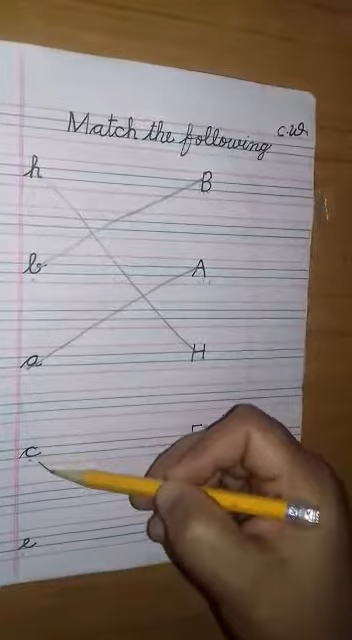 c.w.
Match the following
h B
b A
a H
c
e